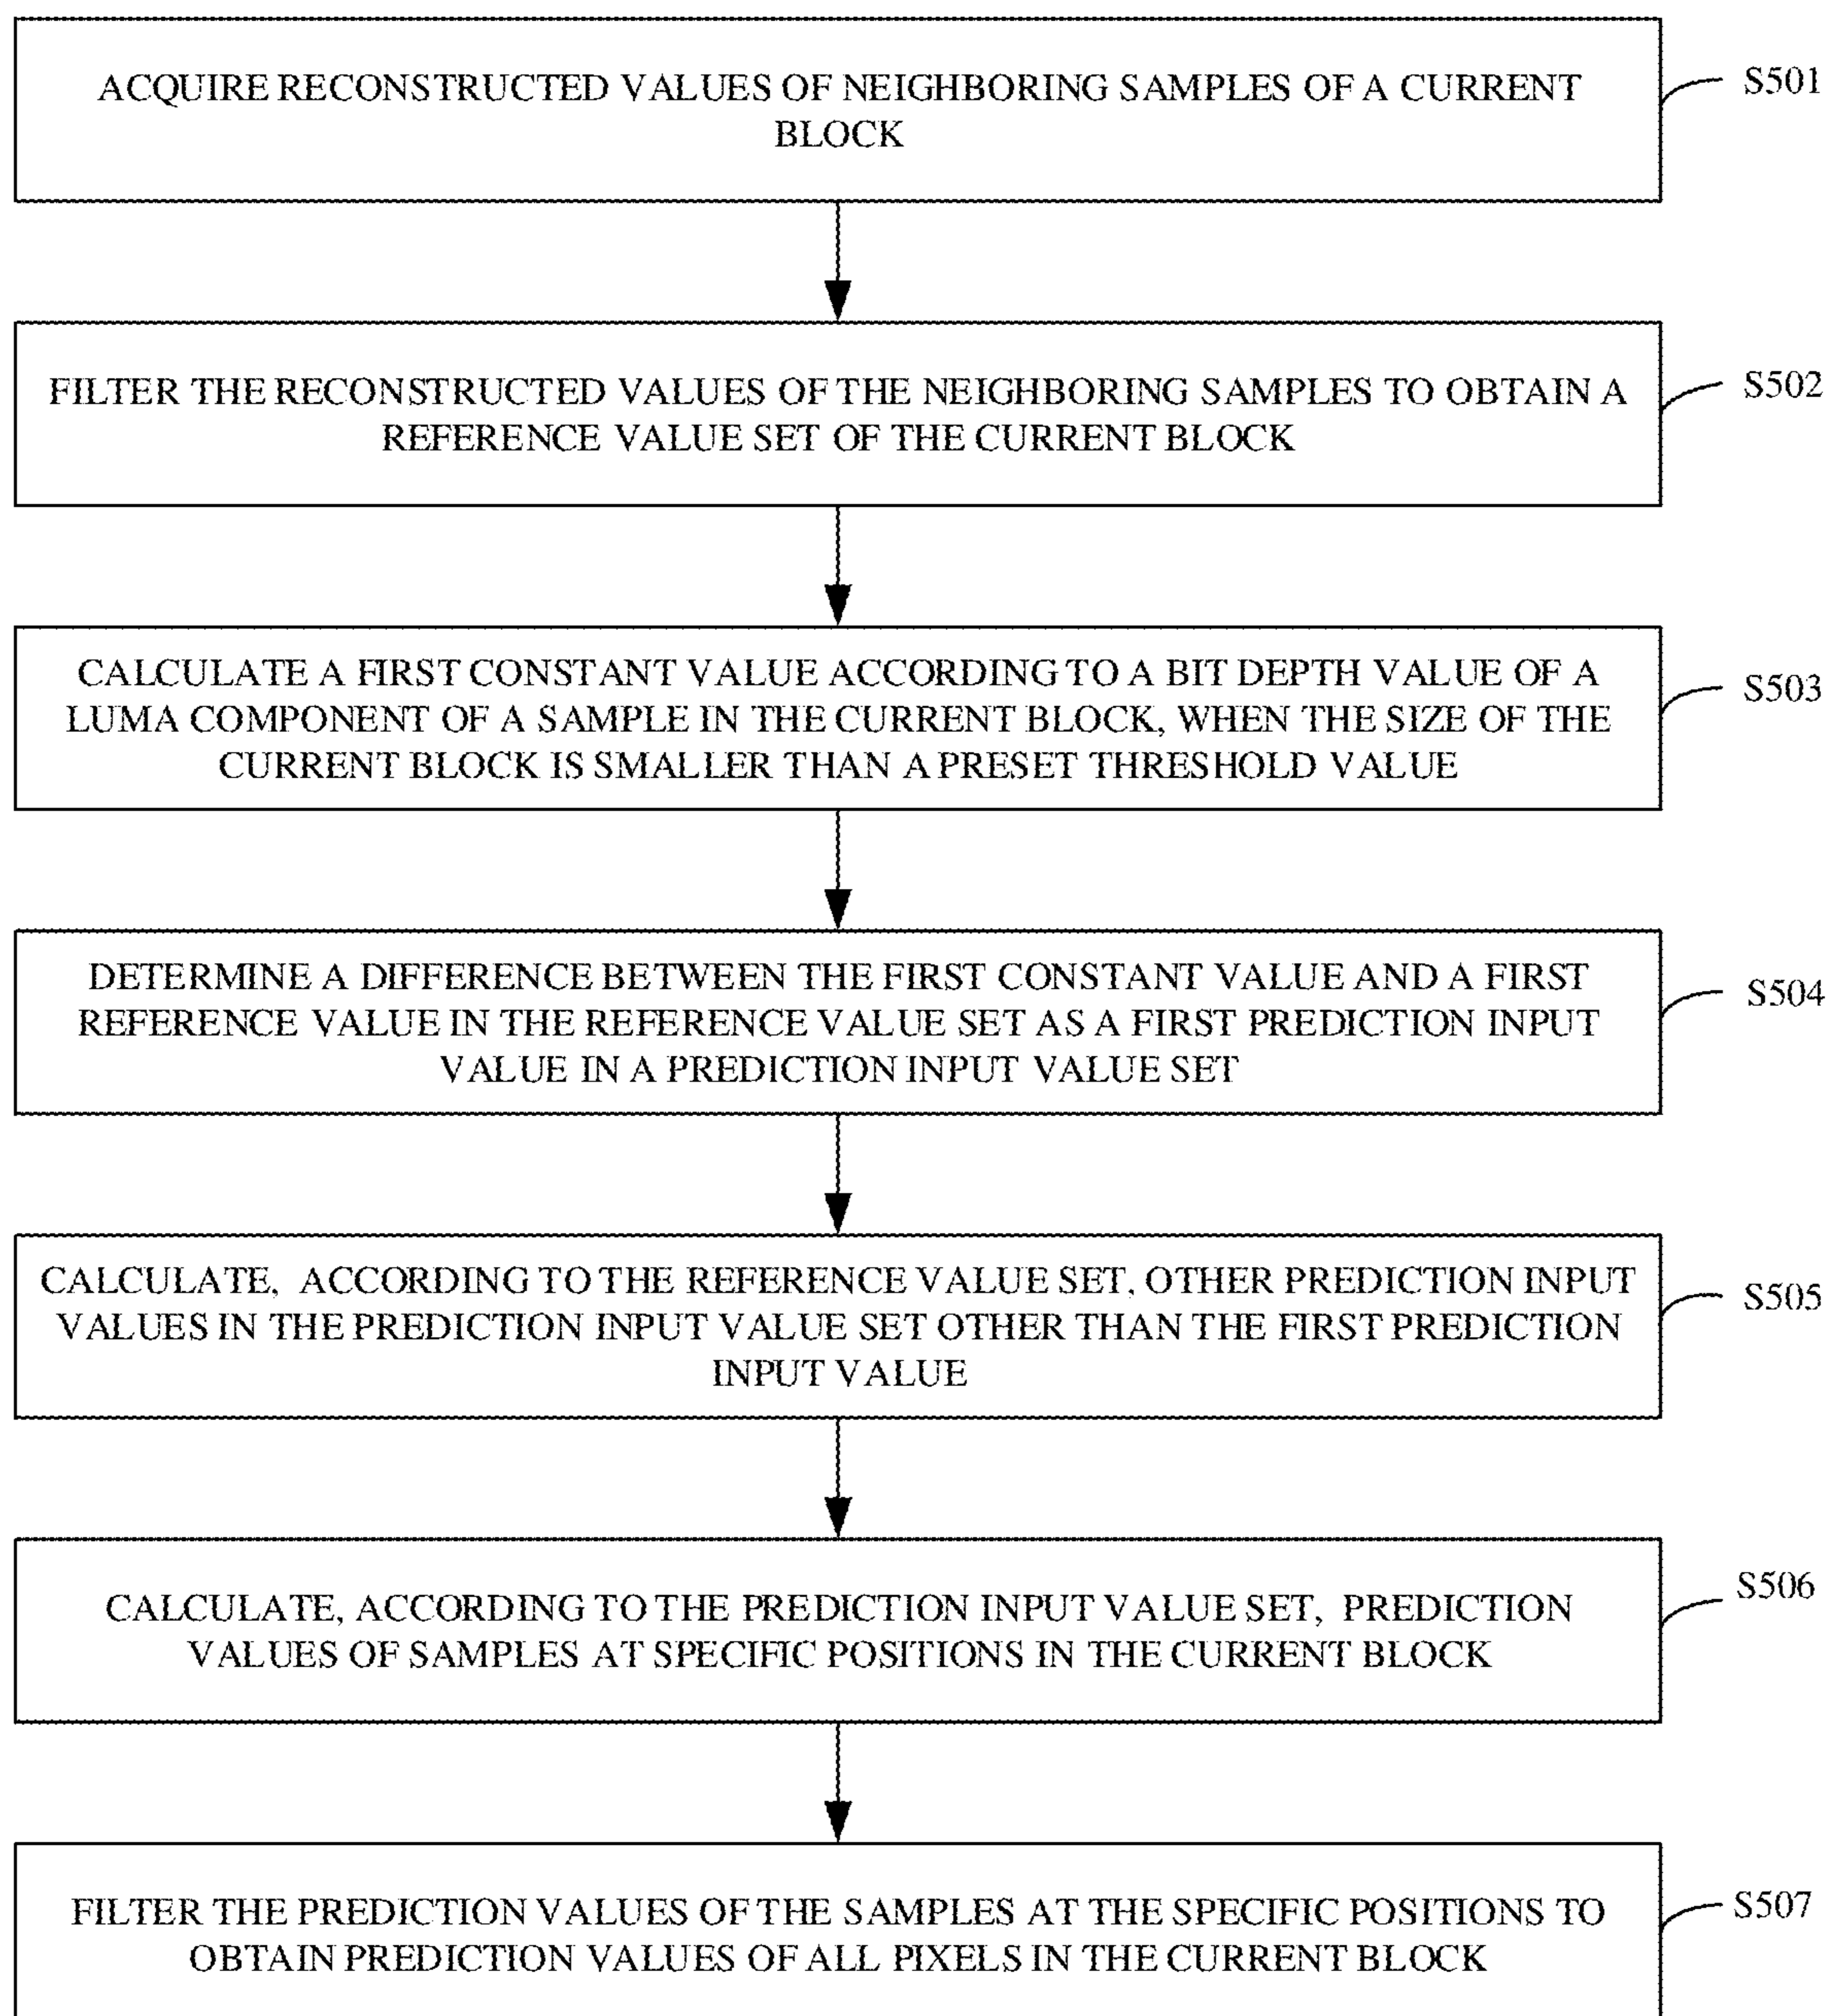 ACQUIRE RECONSTRUCTED VALUES OF NEIGHBORING SAMPLES OF A CURRENT
BLOCK
S501
FILTER THE RECONSTRUCTED VALUES OF THE NEIGHBORING SAMPLES TO OBTAIN A
REFERENCE VALUE SET OF THE CURRENT BLOCK
S502
CALCULATE A FIRST CONSTANT VALUE ACCORDING TO A BIT DEPTH VALUE OF A
LUMA COMPONENT OF A SAMPLE IN THE CURRENT BLOCK, WHEN THE SIZE OF THE
CURRENT BLOCK IS SMALLER THAN A PRESET THRESHOLD VALUE
S503
DETERMINE A DIFFERENCE BETWEEN THE FIRST CONSTANT VALUE AND A FIRST
REFERENCE VALUE IN THE REFERENCE VALUE SET AS A FIRST PREDICTION INPUT
VALUE IN A PREDICTION INPUT VALUE SET
S504
CALCULATE, ACCORDING TO THE REFERENCE VALUE SET, OTHER PREDICTION INPUT
VALUES IN THE PREDICTION INPUT VALUE SET OTHER THAN THE FIRST PREDICTION
INPUT VALUE
S505
CALCULATE, ACCORDING TO THE PREDICTION INPUT VALUE SET, PREDICTION
VALUES OF SAMPLES AT SPECIFIC POSITIONS IN THE CURRENT BLOCK
S506
FILTER THE PREDICTION VALUES OF THE SAMPLES AT THE SPECIFIC POSITIONS TO
OBTAIN PREDICTION VALUES OF ALL PIXELS IN THE CURRENT BLOCK
S507